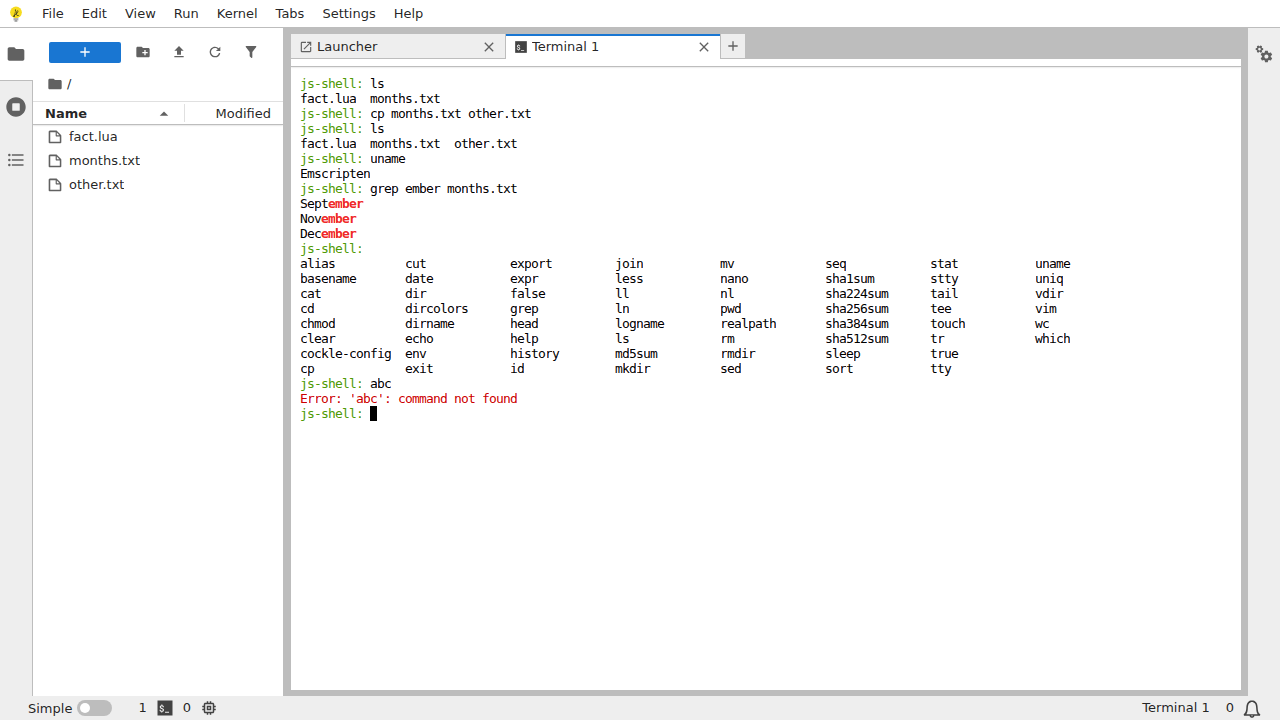 File Edit View Run Kernel Tabs Settings Help
/
Name Modified
fact.lua
months.txt
other.txt
Launcher
Terminal 1
js-shell: ls
fact.lua  months.txt
js-shell: cp months.txt other.txt
js-shell: ls
fact.lua  months.txt  other.txt
js-shell: uname
Emscripten
js-shell: grep ember months.txt
September
November
December
js-shell:
alias          cut            export         join           mv             seq            stat           uname
basename       date           expr           less           nano           sha1sum        stty           uniq
cat            dir            false          ll             nl             sha224sum      tail           vdir
cd             dircolors      grep           ln             pwd            sha256sum      tee            vim
chmod          dirname        head           logname        realpath       sha384sum      touch          wc
clear          echo           help           ls             rm             sha512sum      tr             which
cockle-config  env            history        md5sum         rmdir          sleep          true
cp             exit           id             mkdir          sed            sort           tty
js-shell: abc
Error: 'abc': command not found
js-shell:
Simple 1 $_ 0 Terminal 1 0